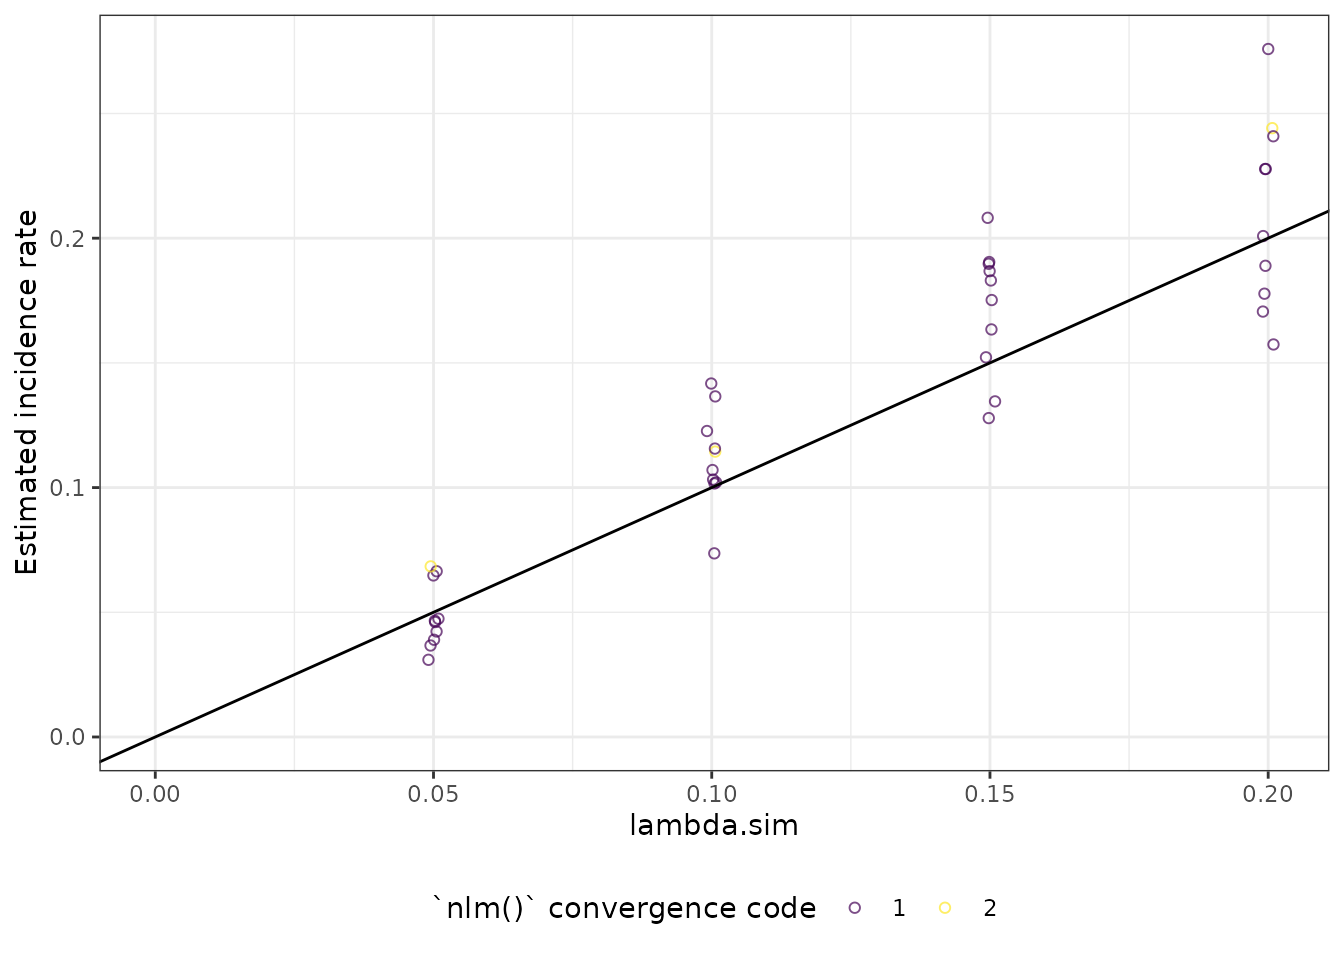 Estimated incidence rate
0.2
0.1
0.0
0.00 0.05 0.10 0.15 0.20
lambda.sim
`nlm()` convergence code 1 2